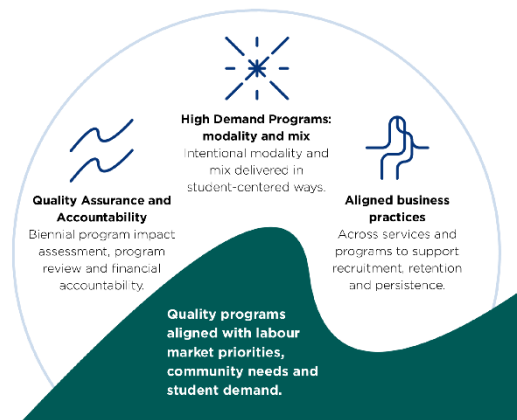 High Demand Programs:
modality and mix
Intentional modality and
mix delivered in
student-centered ways.
Quality Assurance and
Accountability
Biennial program impact
assessment, program
review and financial
accountability.
Aligned business
practices
Across services and
programs to support
recruitment, retention
and persistence.
Quality programs
aligned with labour
market priorities,
community needs and
student demand.